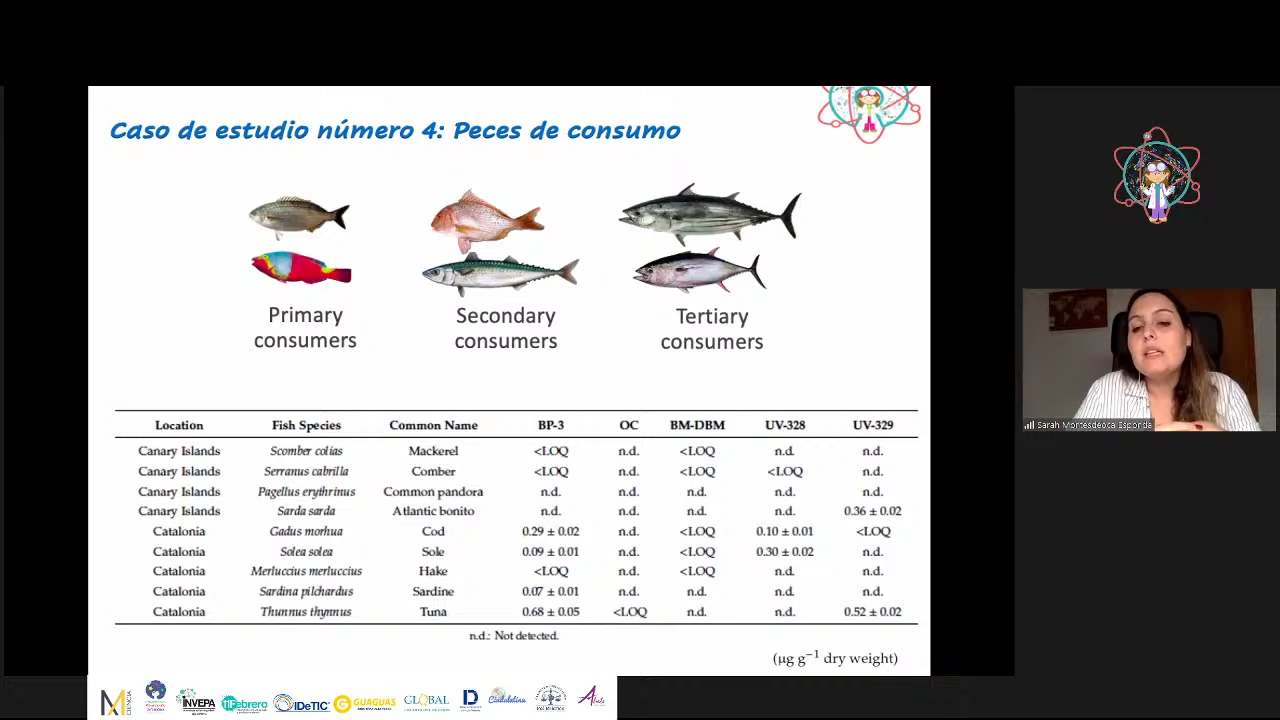 Caso de estudio número 4: Peces de consumo
Primary
consumers
Secondary
consumers
Tertiary
consumers
Location Fish Species Common Name BP-3 OC BM-DBM UV-328 UV-329
Canary Islands Scomber colias Mackerel <LOQ n.d. <LOQ n.d. n.d.
Canary Islands Serranus cabrilla Comber <LOQ n.d. <LOQ <LOQ n.d.
Canary Islands Pagellus erythrinus Common pandora n.d. n.d. n.d. n.d. n.d.
Canary Islands Sarda sarda Atlantic bonito n.d. n.d. n.d. n.d. 0.36 ± 0.02
Catalonia Gadus morhua Cod 0.29 ± 0.02 n.d. <LOQ 0.10 ± 0.01 <LOQ
Catalonia Solea solea Sole 0.09 ± 0.01 n.d. <LOQ 0.30 ± 0.02 n.d.
Catalonia Merluccius merluccius Hake <LOQ n.d. <LOQ n.d. n.d.
Catalonia Sardina pilchardus Sardine 0.07 ± 0.01 n.d. n.d. n.d. n.d.
Catalonia Thunnus thynnus Tuna 0.68 ± 0.05 <LOQ n.d. n.d. 0.52 ± 0.02
n.d.: Not detected.
(µg g⁻¹ dry weight)
Sarah Montesdeoca Esponda
CIENCIA
INVEPA
TiFebrero
IDeTIC
GUAGUAS
GLOBAL